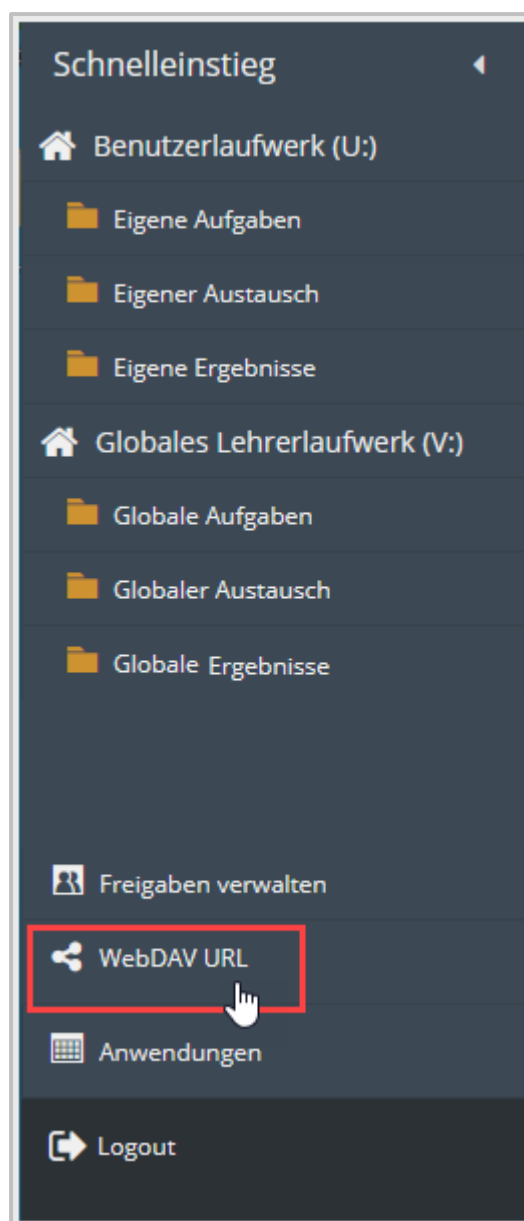 Schnelleinstieg
Benutzerlaufwerk (U:)
Eigene Aufgaben
Eigener Austausch
Eigene Ergebnisse
Globales Lehrerlaufwerk (V:)
Globale Aufgaben
Globaler Austausch
Globale Ergebnisse
Freigaben verwalten
WebDAV URL
Anwendungen
Logout